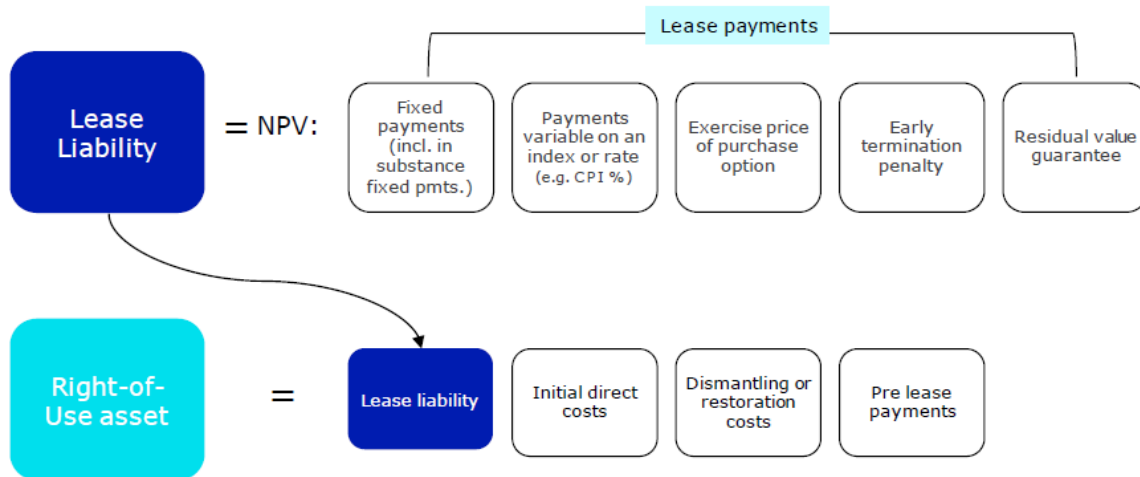 Lease payments
Lease
Liability
= NPV:
Fixed
payments
(incl. in
substance
fixed pmts.)
Payments
variable on an
index or rate
(e.g. CPI %)
Exercise price
of purchase
option
Early
termination
penalty
Residual value
guarantee
Right-of-
Use asset
=
Lease liability
Initial direct
costs
Dismantling or
restoration
costs
Pre lease
payments